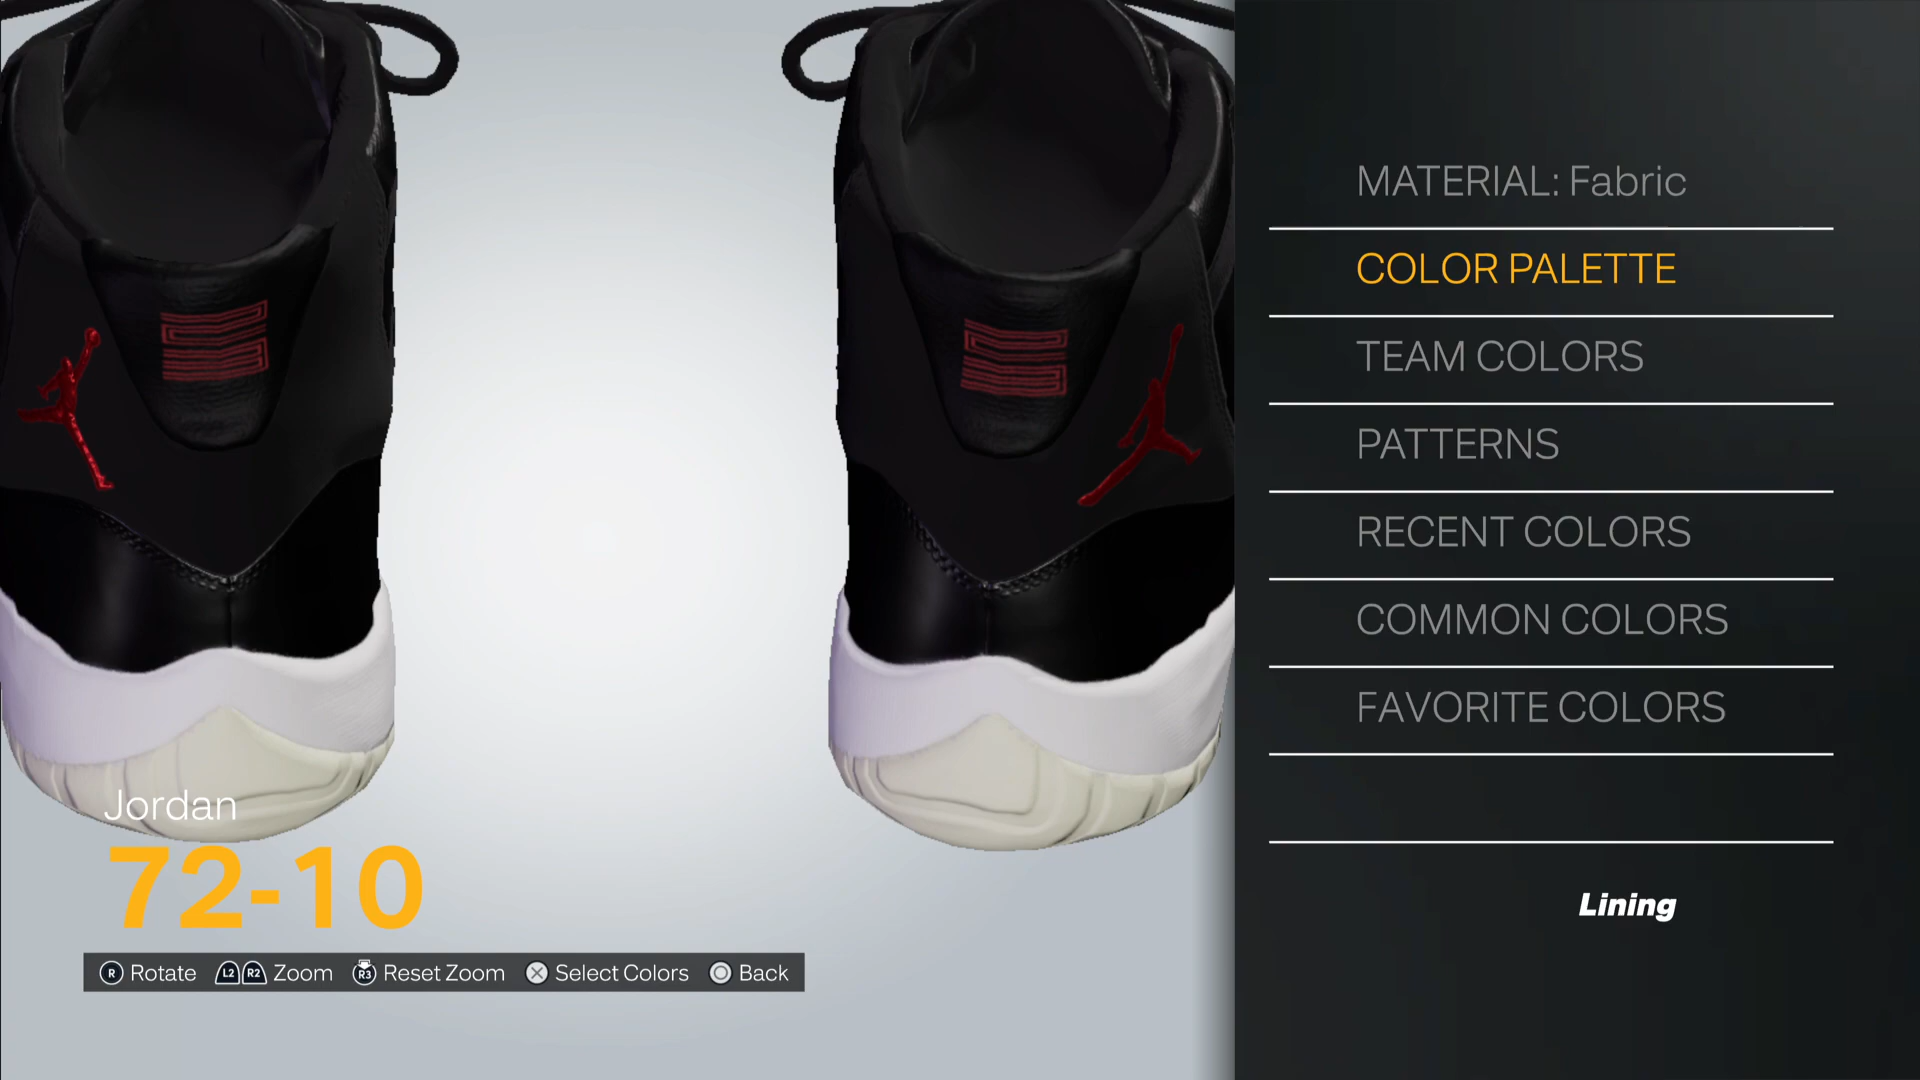 MATERIAL: Fabric
COLOR PALETTE
TEAM COLORS
PATTERNS
RECENT COLORS
COMMON COLORS
FAVORITE COLORS
Lining
Jordan
72-10
R Rotate L2 R2 Zoom R3 Reset Zoom Select Colors Back